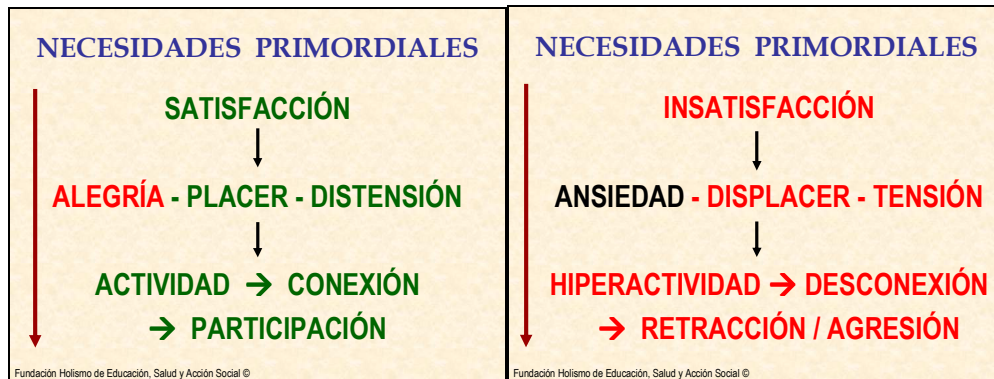 NECESIDADES PRIMORDIALES
SATISFACCIÓN
ALEGRÍA - PLACER - DISTENSIÓN
ACTIVIDAD → CONEXIÓN
→ PARTICIPACIÓN
Fundación Holismo de Educación, Salud y Acción Social ©
NECESIDADES PRIMORDIALES
INSATISFACCIÓN
ANSIEDAD - DISPLACER - TENSIÓN
HIPERACTIVIDAD → DESCONEXIÓN
→ RETRACCIÓN / AGRESIÓN
Fundación Holismo de Educación, Salud y Acción Social ©